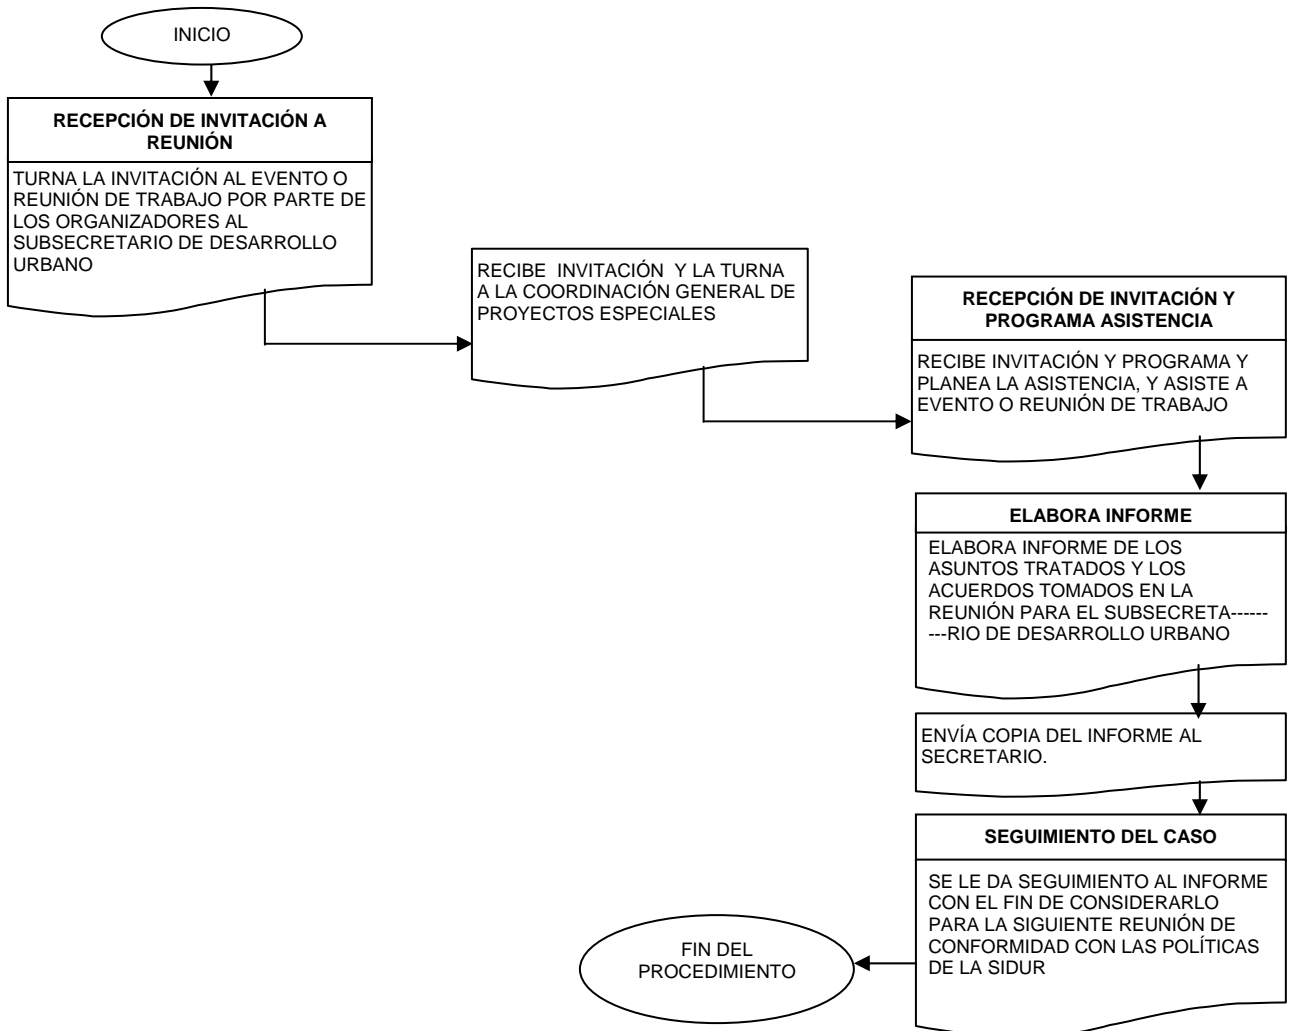 INICIO
RECEPCIÓN DE INVITACIÓN A
REUNIÓN
TURNA LA INVITACIÓN AL EVENTO O
REUNIÓN DE TRABAJO POR PARTE DE
LOS ORGANIZADORES AL
SUBSECRETARIO DE DESARROLLO
URBANO
RECIBE INVITACIÓN Y LA TURNA
A LA COORDINACIÓN GENERAL DE
PROYECTOS ESPECIALES
RECEPCIÓN DE INVITACIÓN Y
PROGRAMA ASISTENCIA
RECIBE INVITACIÓN Y PROGRAMA Y
PLANEA LA ASISTENCIA, Y ASISTE A
EVENTO O REUNIÓN DE TRABAJO
ELABORA INFORME
ELABORA INFORME DE LOS
ASUNTOS TRATADOS Y LOS
ACUERDOS TOMADOS EN LA
REUNIÓN PARA EL SUBSECRETA------
---RIO DE DESARROLLO URBANO
ENVÍA COPIA DEL INFORME AL
SECRETARIO.
SEGUIMIENTO DEL CASO
SE LE DA SEGUIMIENTO AL INFORME
CON EL FIN DE CONSIDERARLO
PARA LA SIGUIENTE REUNIÓN DE
CONFORMIDAD CON LAS POLÍTICAS
DE LA SIDUR
FIN DEL
PROCEDIMIENTO